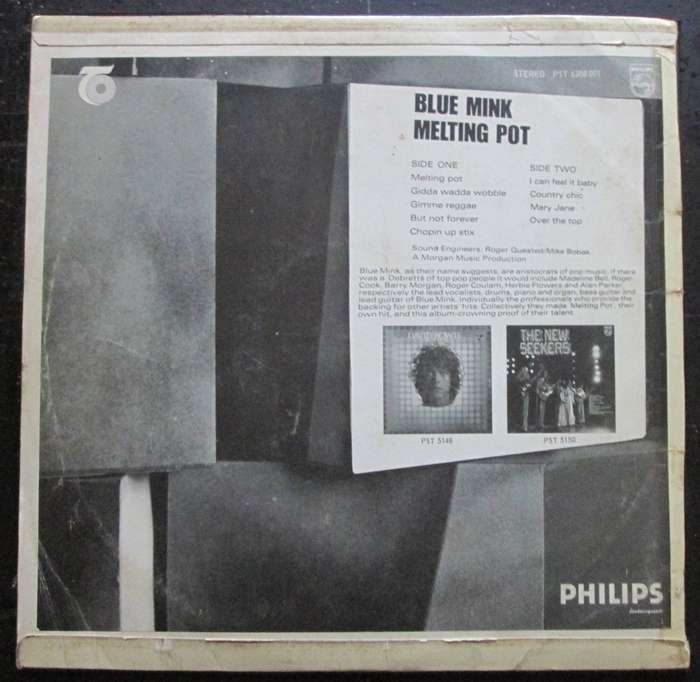 STEREO PST 6308 001
PHILIPS
BLUE MINK
MELTING POT
SIDE ONE
Melting pot
Gidda wadda wobble
Gimme reggae
But not forever
Chopin up stix
SIDE TWO
I can feel it baby
Country chic
Mary Jane
Over the top
Sound Engineers: Roger Quested/Mike Bobak
A Morgan Music Production
Blue Mink, as their name suggests, are aristocrats of pop music, if there
was a 'Debretts of top pop people it would include Madeline Bell, Roger
Cook, Barry Morgan, Roger Coulam, Herbie Flowers and Alan Parker,
respectively the lead vocalists, drums, piano and organ, bass guitar and
lead guitar of Blue Mink. Individually the professionals who provide the
backing for other artists' hits. Collectively they made 'Melting Pot', their
own hit, and this album-crowning proof of their talent.
DAVID BOWIE
THE NEW
SEEKERS
PST 5146
PST 5150
PHILIPS